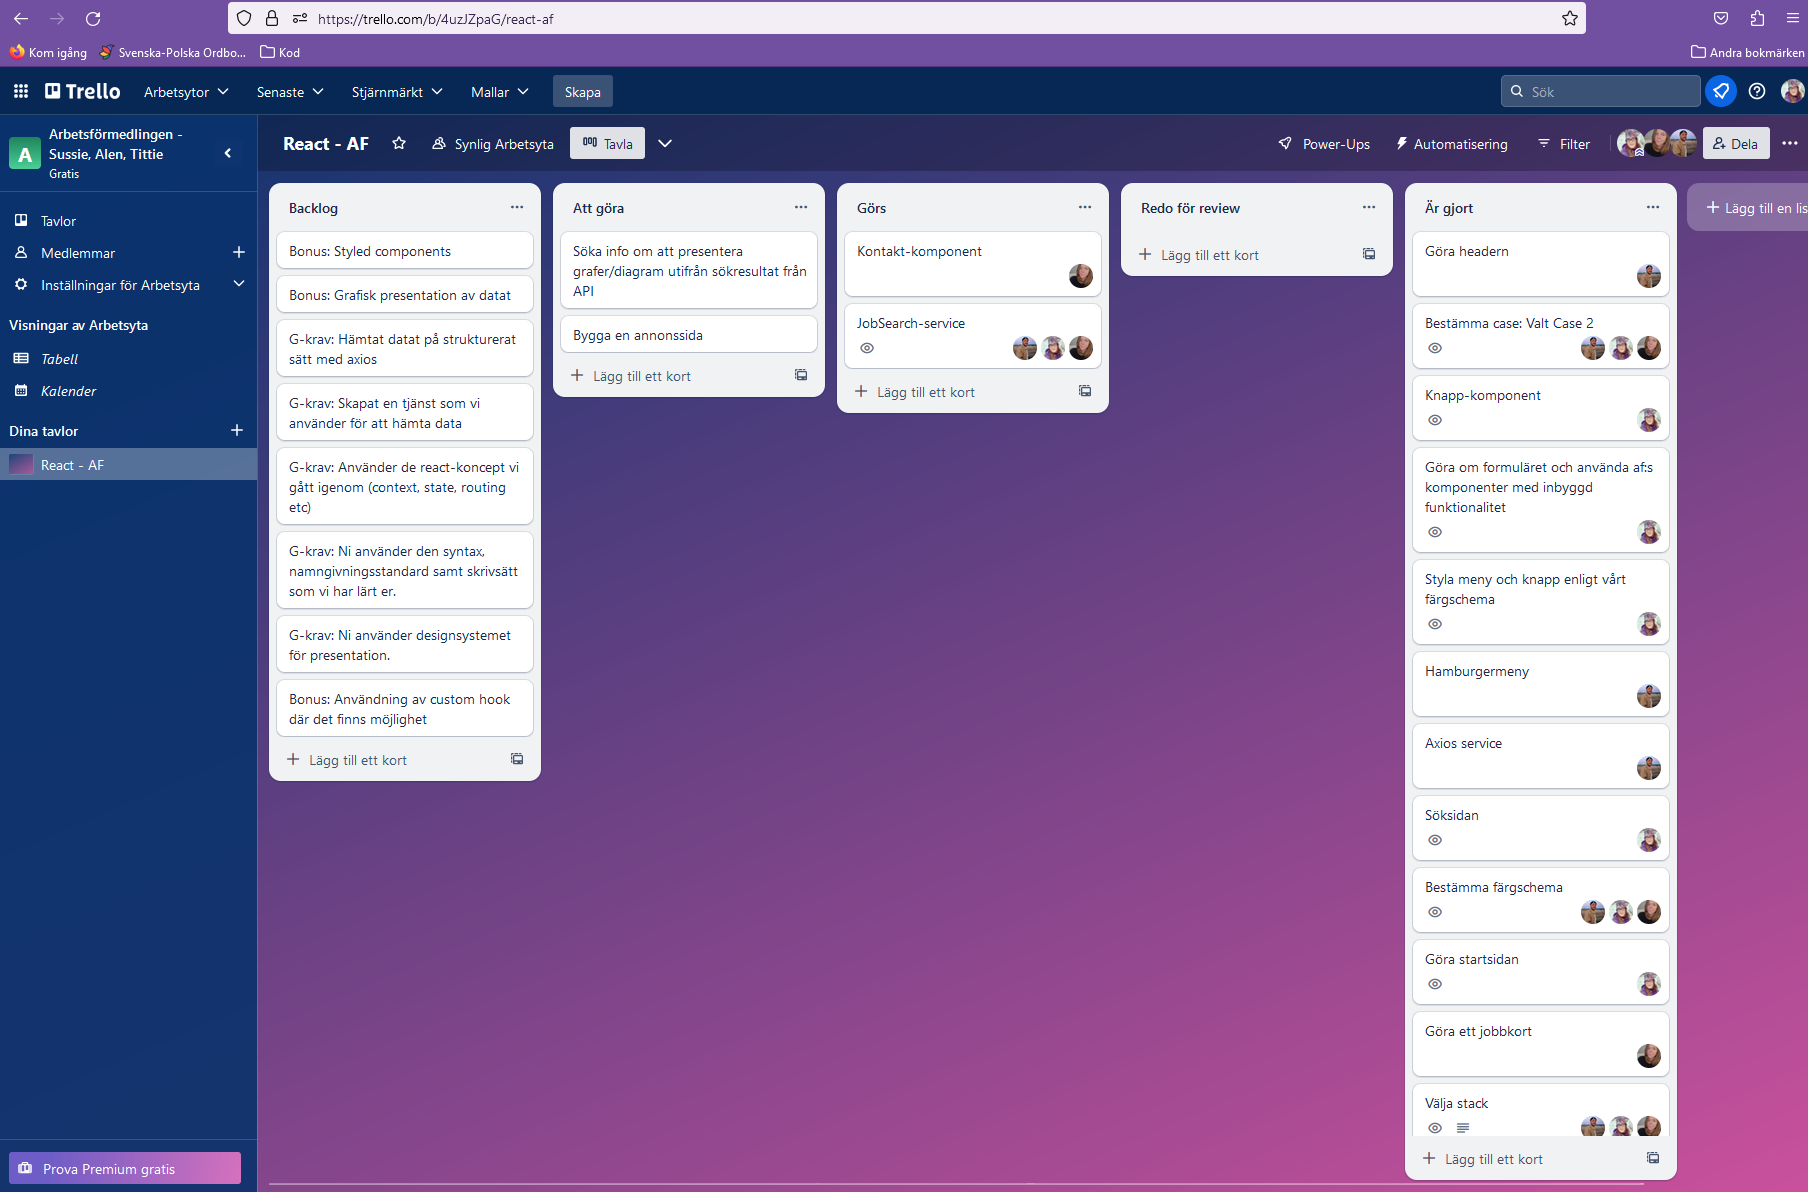 https://trello.com/b/4uzJZpaG/react-af
Kom igång
Svenska-Polska Ordbo...
Kod
Andra bokmärken
Trello
Arbetsytor
Senaste
Stjärnmärkt
Mallar
Skapa
Sök
A
Arbetsförmedlingen -
Sussie, Alen, Tittie
Gratis
Tavlor
Medlemmar
Inställningar för Arbetsyta
Visningar av Arbetsyta
Tabell
Kalender
Dina tavlor
React - AF
Prova Premium gratis
React - AF
Synlig Arbetsyta
Tavla
Power-Ups
Automatisering
Filter
Dela
Backlog
Bonus: Styled components
Bonus: Grafisk presentation av datat
G-krav: Hämtat datat på strukturerat
sätt med axios
G-krav: Skapat en tjänst som vi
använder för att hämta data
G-krav: Använder de react-koncept vi
gått igenom (context, state, routing
etc)
G-krav: Ni använder den syntax,
namngivningsstandard samt skrivsätt
som vi har lärt er.
G-krav: Ni använder designsystemet
för presentation.
Bonus: Användning av custom hook
där det finns möjlighet
Lägg till ett kort
Att göra
Söka info om att presentera
grafer/diagram utifrån sökresultat från
API
Bygga en annonssida
Lägg till ett kort
Görs
Kontakt-komponent
JobSearch-service
Lägg till ett kort
Redo för review
Lägg till ett kort
Är gjort
Göra headern
Bestämma case: Valt Case 2
Knapp-komponent
Göra om formuläret och använda af:s
komponenter med inbyggd
funktionalitet
Styla meny och knapp enligt vårt
färgschema
Hamburgermeny
Axios service
Söksidan
Bestämma färgschema
Göra startsidan
Göra ett jobbkort
Välja stack
Lägg till ett kort
Lägg till en lis